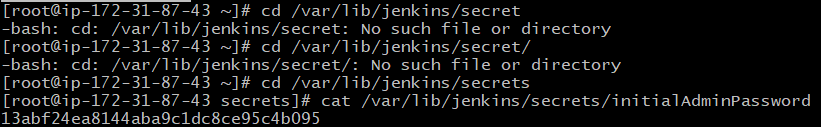 [root@ip-172-31-87-43 ~]# cd /var/lib/jenkins/secret
-bash: cd: /var/lib/jenkins/secret: No such file or directory
[root@ip-172-31-87-43 ~]# cd /var/lib/jenkins/secret/
-bash: cd: /var/lib/jenkins/secret/: No such file or directory
[root@ip-172-31-87-43 ~]# cd /var/lib/jenkins/secrets
[root@ip-172-31-87-43 secrets]# cat /var/lib/jenkins/secrets/initialAdminPassword
13abf24ea8144aba9c1dc8ce95c4b095